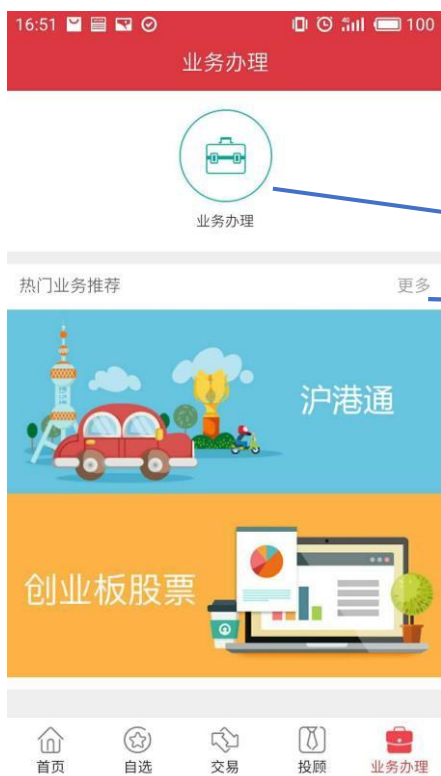 16:51
100
业务办理
业务办理
热门业务推荐 更多
沪港通
创业板股票
首页 自选 交易 投顾 业务办理